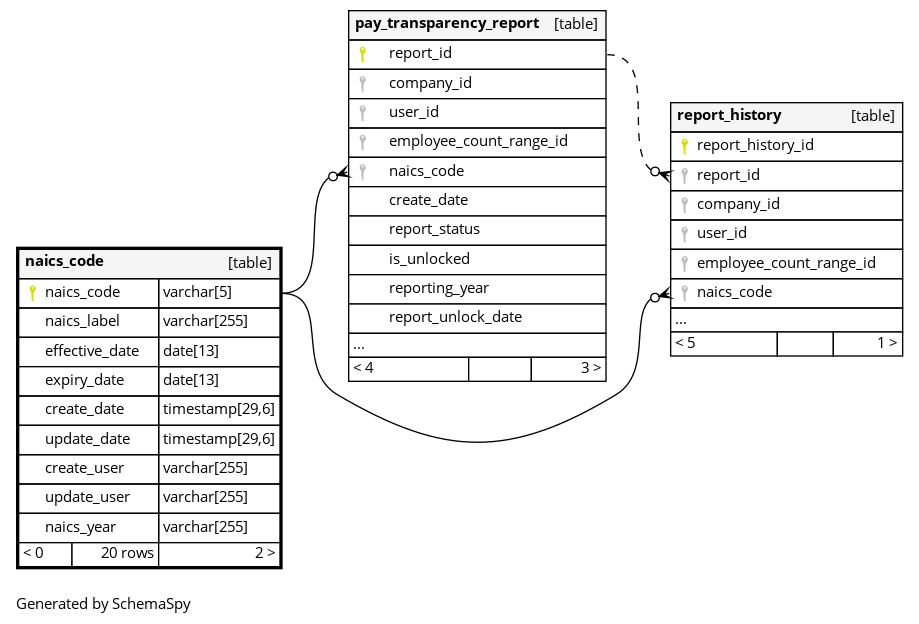 pay_transparency_report [table]
report_id
company_id
user_id
employee_count_range_id
naics_code
create_date
report_status
is_unlocked
reporting_year
report_unlock_date
...
< 4 3 >
report_history [table]
report_history_id
report_id
company_id
user_id
employee_count_range_id
naics_code
...
< 5 1 >
naics_code [table]
naics_code varchar[5]
naics_label varchar[255]
effective_date date[13]
expiry_date date[13]
create_date timestamp[29,6]
update_date timestamp[29,6]
create_user varchar[255]
update_user varchar[255]
naics_year varchar[255]
< 0 20 rows 2 >
Generated by SchemaSpy